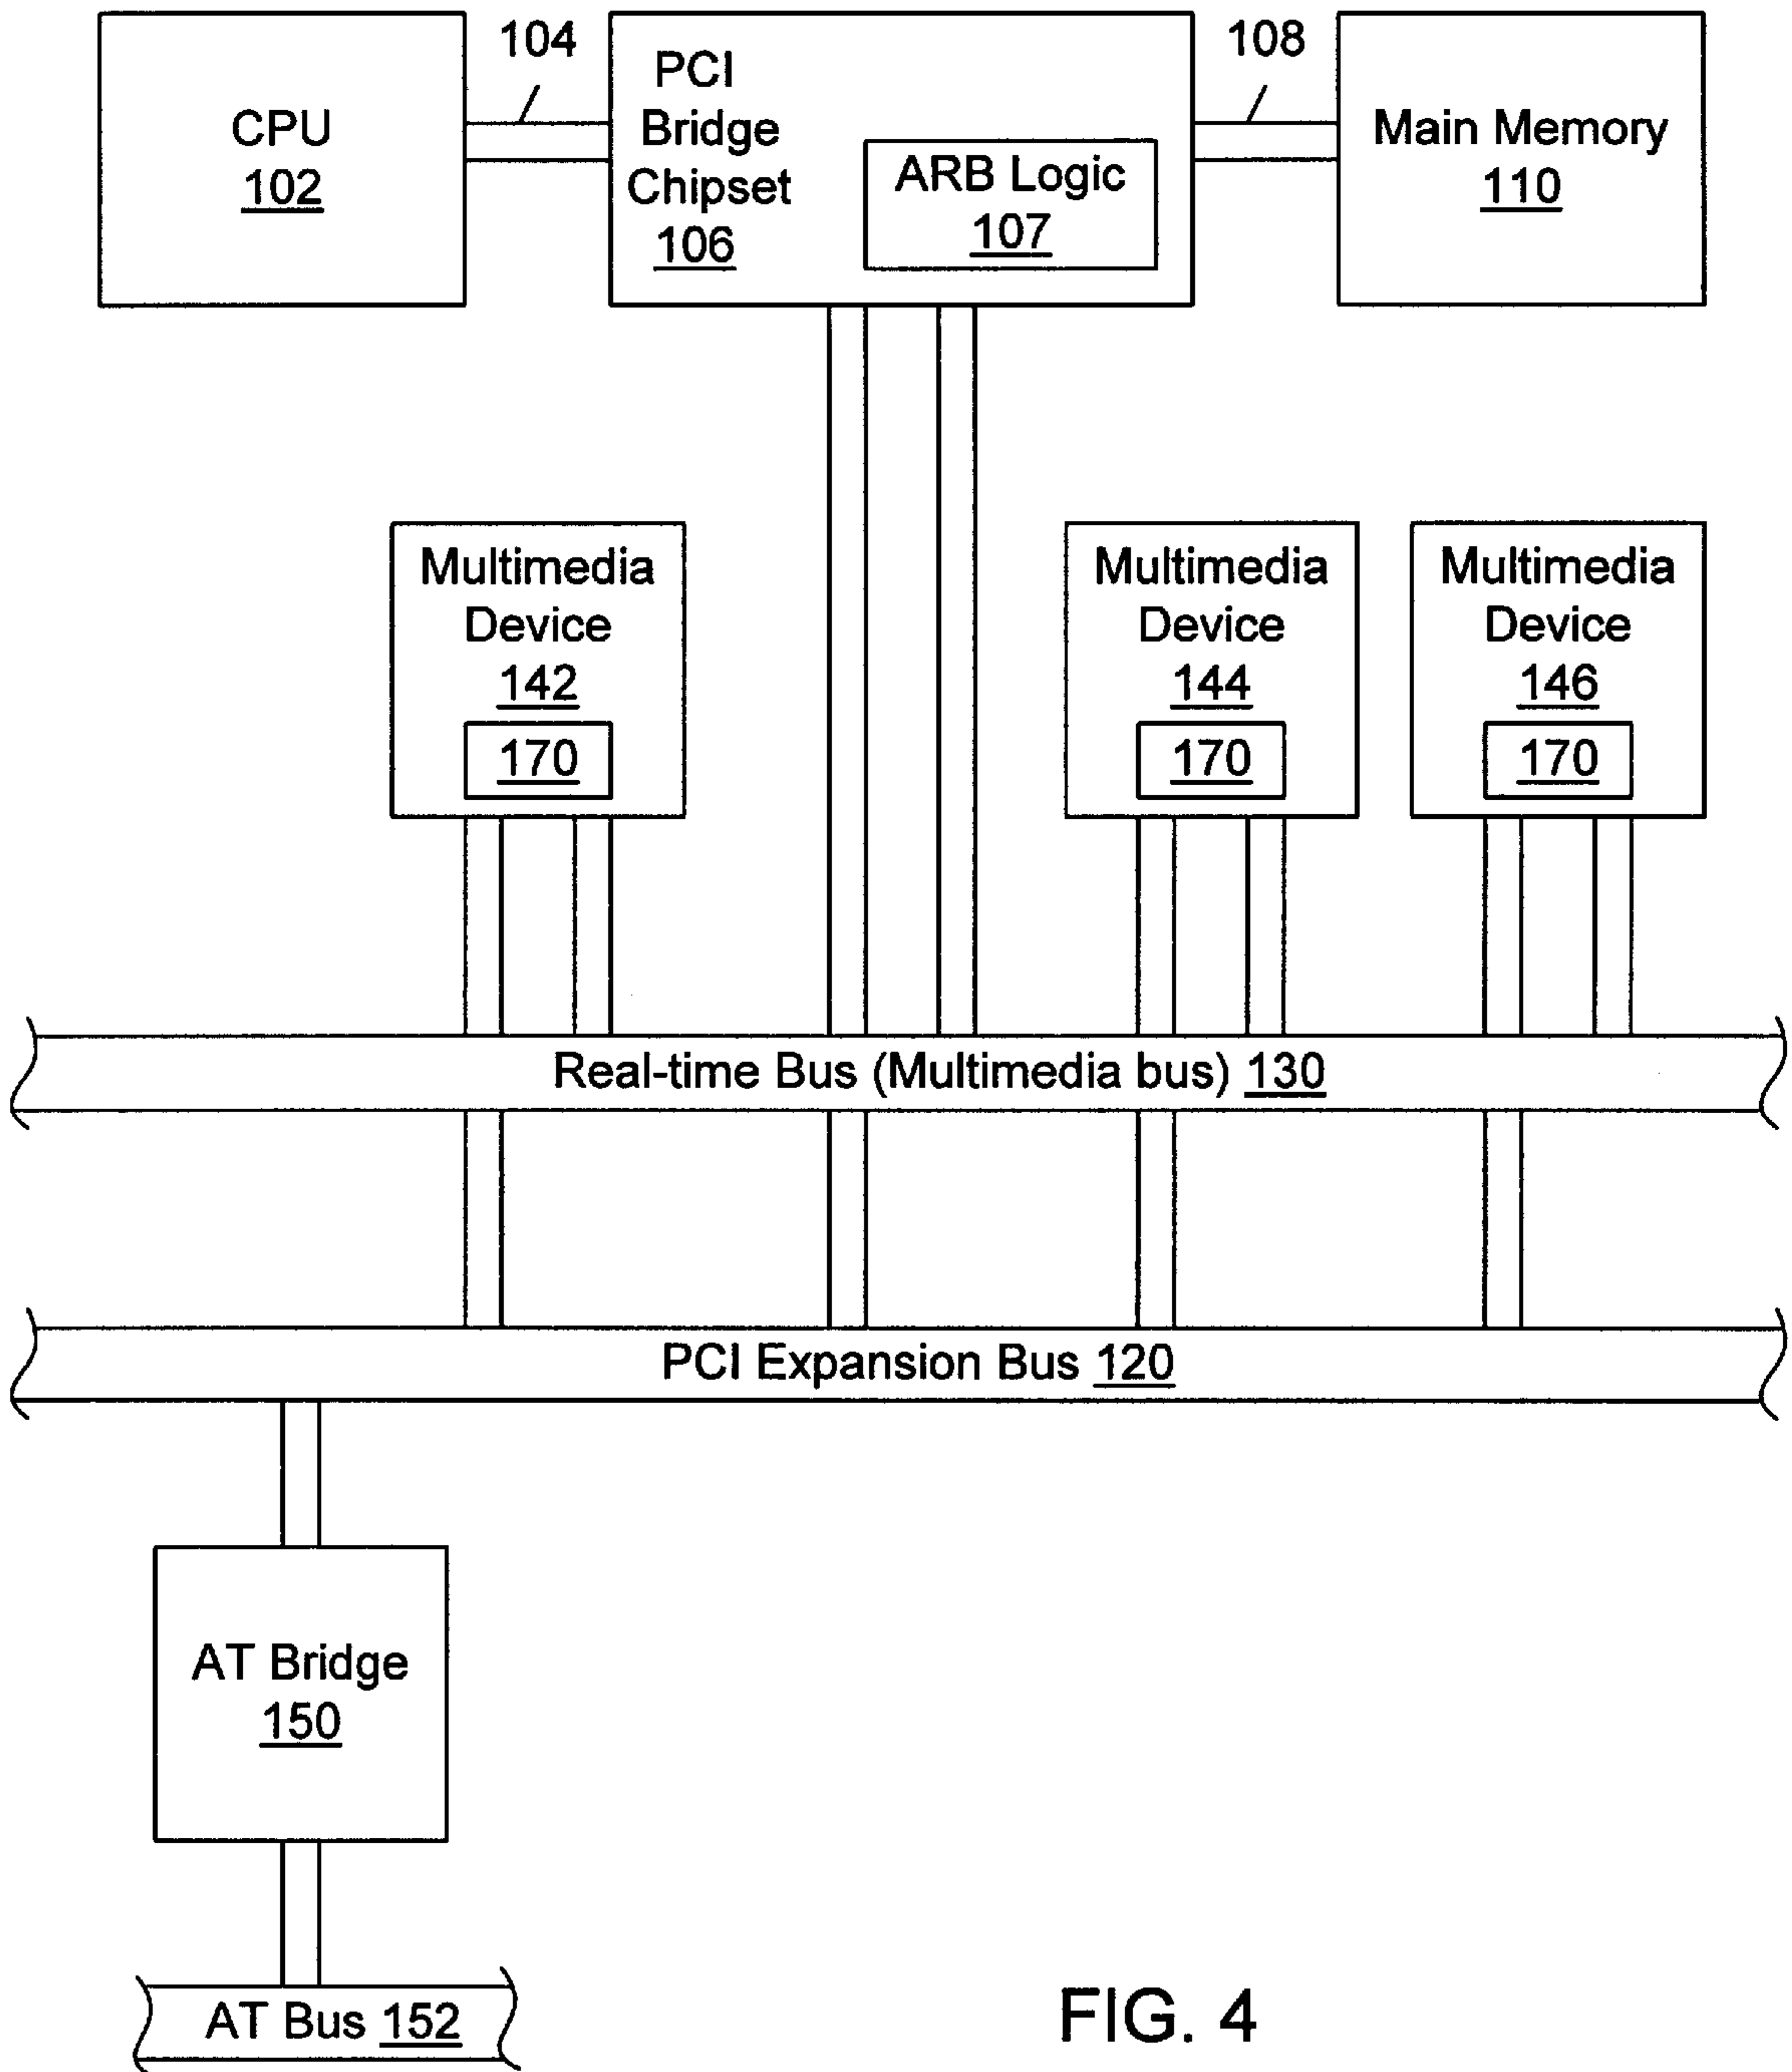 104
108
CPU
102
PCI
Bridge
Chipset
106
ARB Logic
107
Main Memory
110
Multimedia
Device
142
170
Multimedia
Device
144
170
Multimedia
Device
146
170
Real-time Bus (Multimedia bus) 130
PCI Expansion Bus 120
AT Bridge
150
AT Bus 152
FIG. 4